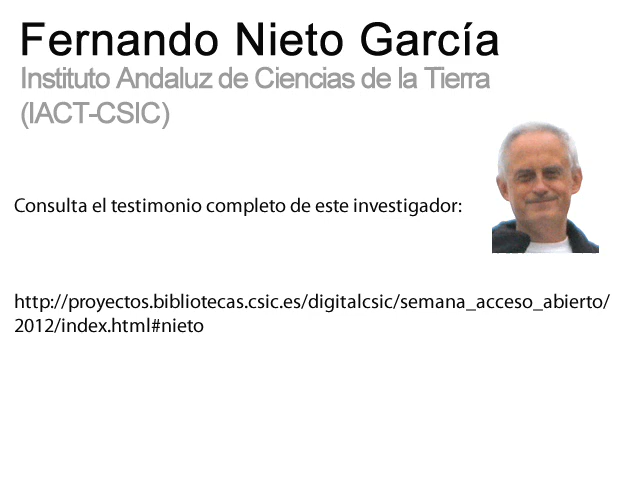 Fernando Nieto García
Instituto Andaluz de Ciencias de la Tierra
(IACT-CSIC)
Consulta el testimonio completo de este investigador:
http://proyectos.bibliotecas.csic.es/digitalcsic/semana_acceso_abierto/
2012/index.html#nieto